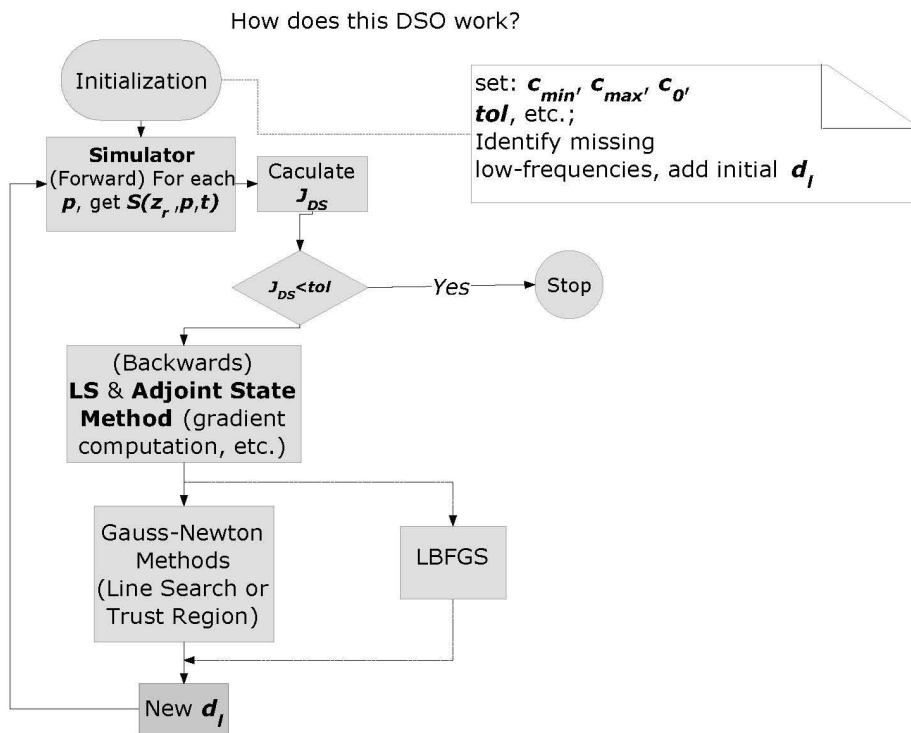 How does this DSO work?
Initialization
set: c_min, c_max, c_0,
tol, etc.;
Identify missing
low-frequencies, add initial d_l
Simulator
(Forward) For each
p, get S(z_r ,p,t)
Caculate
J_DS
J_DS<tol
Yes
Stop
(Backwards)
LS & Adjoint State
Method (gradient
computation, etc.)
Gauss-Newton
Methods
(Line Search or
Trust Region)
LBFGS
New d_l